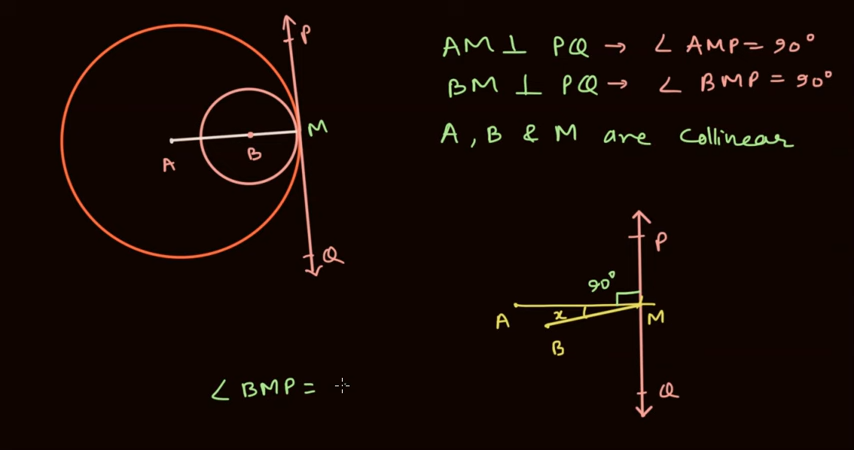 P
AM ⊥ PQ → ∠ AMP = 90°
BM ⊥ PQ → ∠ BMP = 90°
M
A, B & M are collinear
B
A
Q
P
90°
A
x
M
B
∠ BMP =
Q